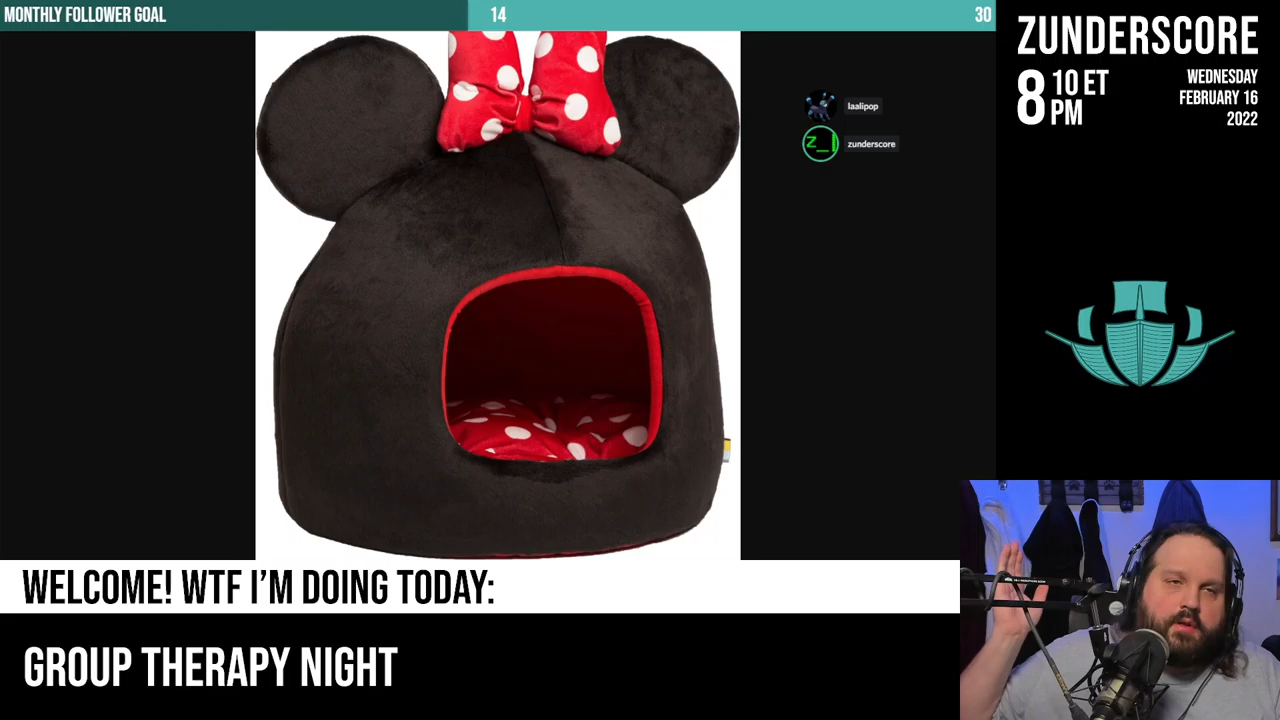 MONTHLY FOLLOWER GOAL
14
30
ZUNDERSCORE
8 10 ET
PM
WEDNESDAY
FEBRUARY 16
2022
laalipop
z_
zunderscore
WELCOME! WTF I'M DOING TODAY:
GROUP THERAPY NIGHT